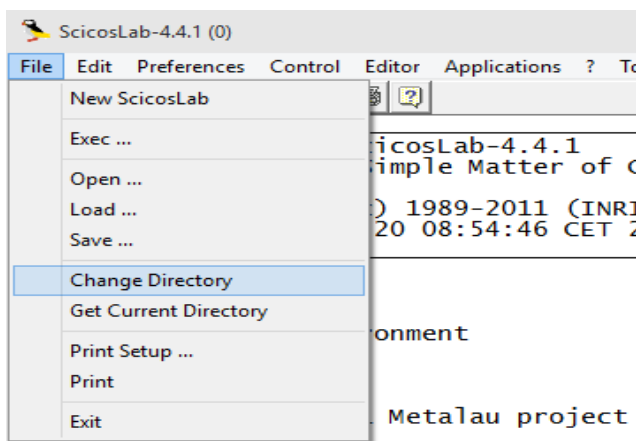 ScicosLab-4.4.1 (0)
File Edit Preferences Control Editor Applications ?
New ScicosLab
Exec ...
Open ...
Load ...
Save ...
Change Directory
Get Current Directory
Print Setup ...
Print
Exit
icosLab-4.4.1
imple Matter of
) 1989-2011 (INRI
20 08:54:46 CET
onment
Metalau project